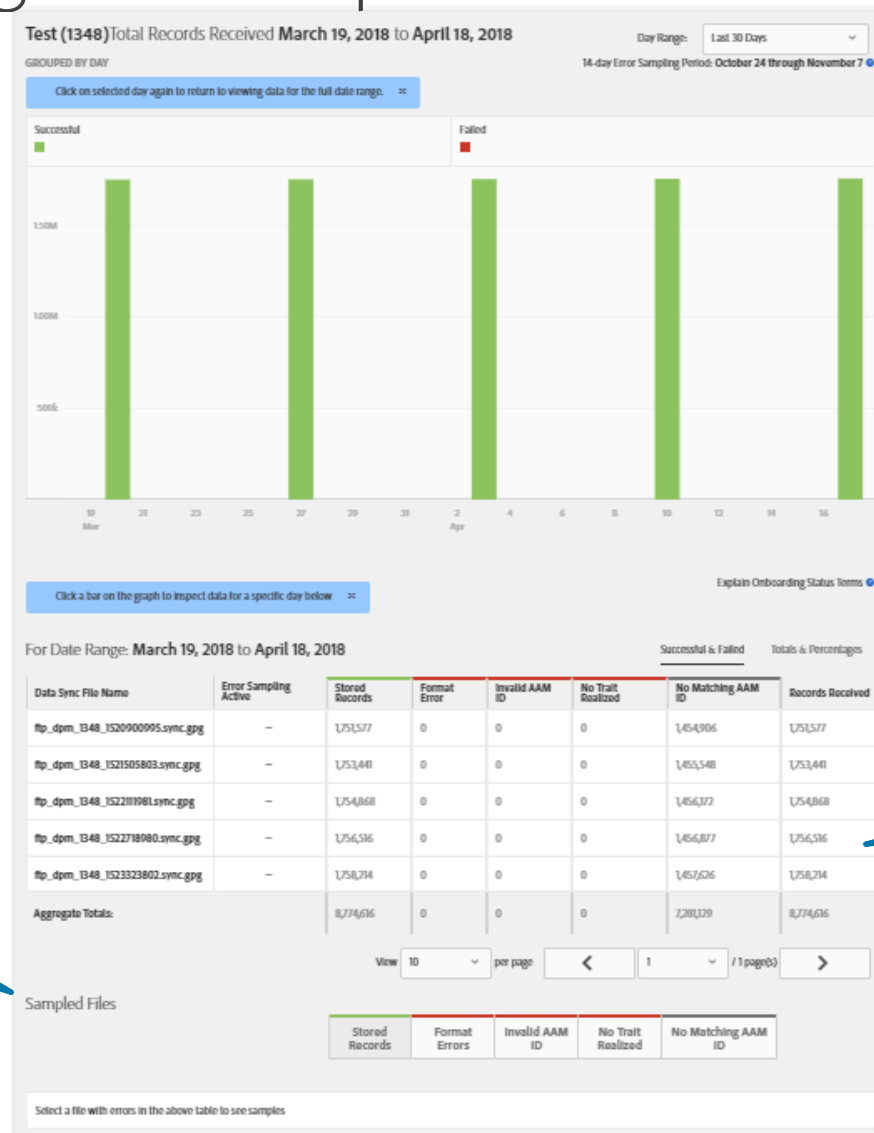 Test (1348)Total Records Received March 19, 2018 to April 18, 2018
Day Range: Last 30 Days
GROUPED BY DAY
14-day Error Sampling Period: October 24 through November 7
Click on selected day again to return to viewing data for the full date range.
Successful Failed
1.50M
1.00M
500k
19 21 23 25 27 29 31 2 4 6 8 10 12 14 16
Mar Apr
Explain Onboarding Status Terms
Click a bar on the graph to inspect data for a specific day below
For Date Range: March 19, 2018 to April 18, 2018
Successful & Failed Totals & Percentages
Data Sync File Name Error Sampling Active Stored Records Format Error Invalid AAM ID No Trait Realized No Matching AAM ID Records Received
ftp_dpm_1348_1520900995.sync.gpg – 1,751,577 0 0 0 1,454,906 1,751,577
ftp_dpm_1348_1521505803.sync.gpg – 1,753,441 0 0 0 1,455,548 1,753,441
ftp_dpm_1348_1522111981.sync.gpg – 1,754,868 0 0 0 1,456,172 1,754,868
ftp_dpm_1348_1522718980.sync.gpg – 1,756,516 0 0 0 1,456,877 1,756,516
ftp_dpm_1348_1523323802.sync.gpg – 1,758,214 0 0 0 1,457,626 1,758,214
Aggregate Totals: 8,774,616 0 0 0 7,281,129 8,774,616
View 10 per page 1 / 1 page(s)
Sampled Files
Stored Records Format Errors Invalid AAM ID No Trait Realized No Matching AAM ID
Select a file with errors in the above table to see samples